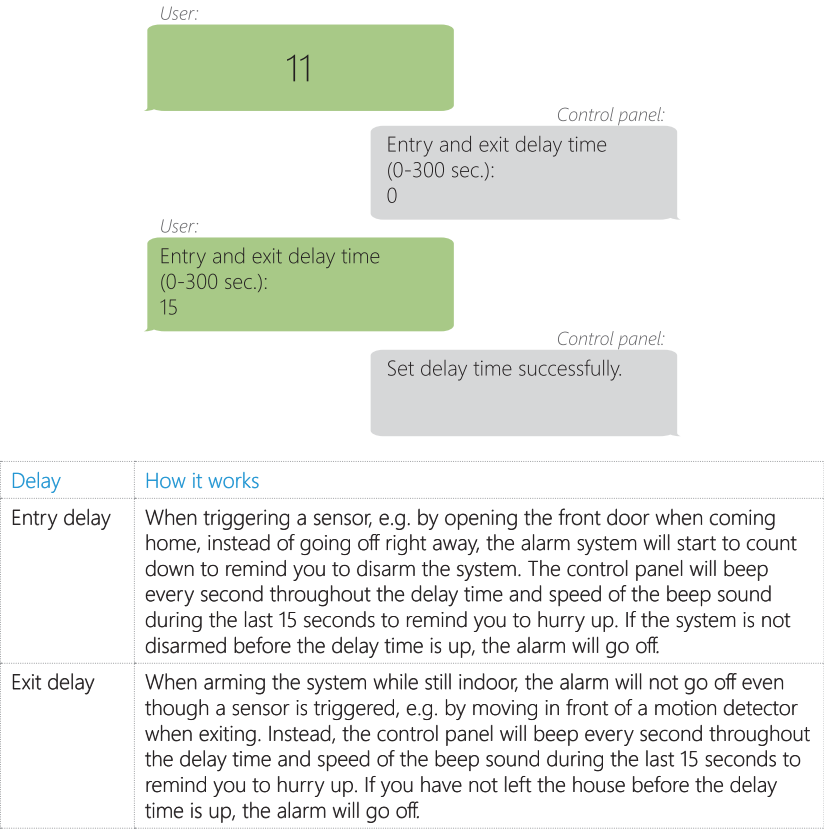 User:
11
Control panel:
Entry and exit delay time
(0-300 sec.):
0
User:
Entry and exit delay time
(0-300 sec.):
15
Control panel:
Set delay time successfully.
Delay
How it works
Entry delay
When triggering a sensor, e.g. by opening the front door when coming
home, instead of going off right away, the alarm system will start to count
down to remind you to disarm the system. The control panel will beep
every second throughout the delay time and speed of the beep sound
during the last 15 seconds to remind you to hurry up. If the system is not
disarmed before the delay time is up, the alarm will go off.
Exit delay
When arming the system while still indoor, the alarm will not go off even
though a sensor is triggered, e.g. by moving in front of a motion detector
when exiting. Instead, the control panel will beep every second throughout
the delay time and speed of the beep sound during the last 15 seconds to
remind you to hurry up. If you have not left the house before the delay
time is up, the alarm will go off.